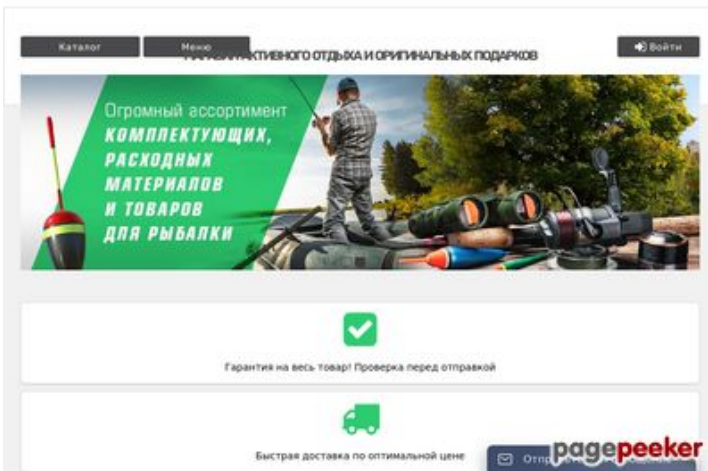 Каталог
Меню
АКТИВНОГО ОТДЫХА И ОРИГИНАЛЬНЫХ ПОДАРКОВ
Войти
Огромный ассортимент
КОМПЛЕКТУЮЩИХ,
РАСХОДНЫХ
МАТЕРИАЛОВ
И ТОВАРОВ
ДЛЯ РЫБАЛКИ
Гарантия на весь товар! Проверка перед отправкой
Быстрая доставка по оптимальной цене
pagepeeker